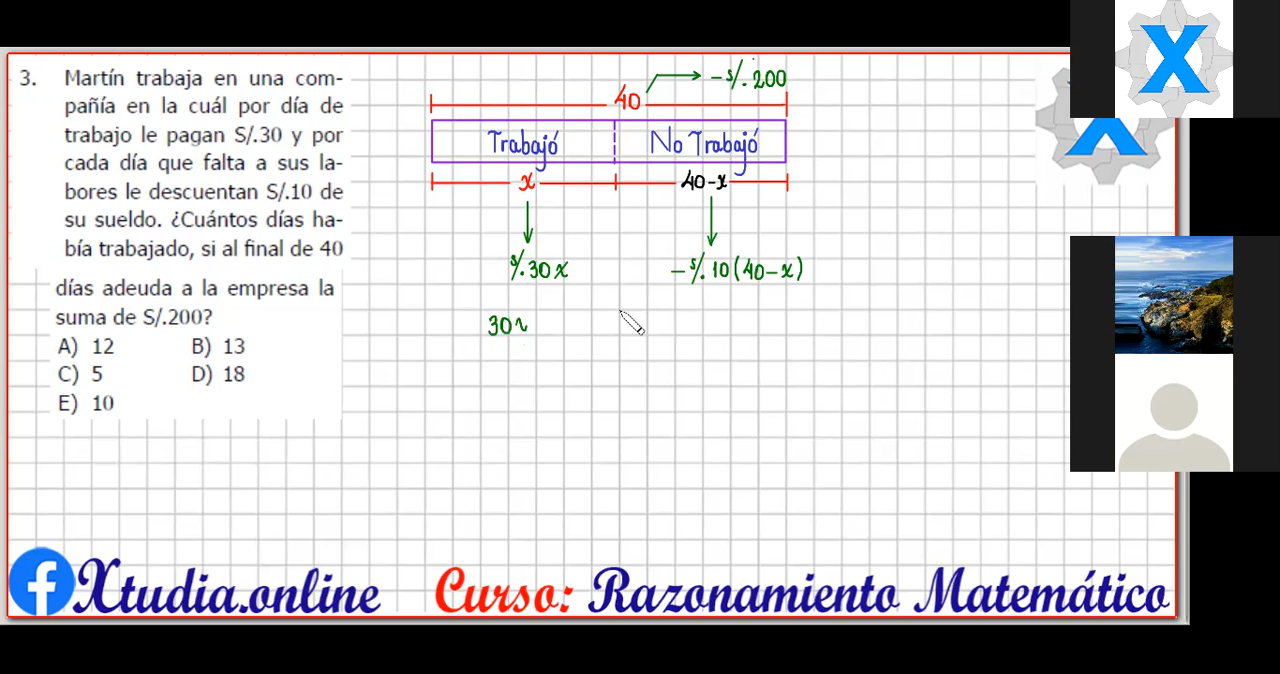 3. Martín trabaja en una com-
pañía en la cuál por día de
trabajo le pagan S/.30 y por
cada día que falta a sus la-
bores le descuentan S/.10 de
su sueldo. ¿Cuántos días ha-
bía trabajado, si al final de 40
días adeuda a la empresa la
suma de S/.200?
A) 12 B) 13
C) 5 D) 18
E) 10
-S/.200
40
Trabajó No Trabajó
x 40-x
S/.30x -S/.10(40-x)
30
Xtudia.online Curso: Razonamiento Matemático